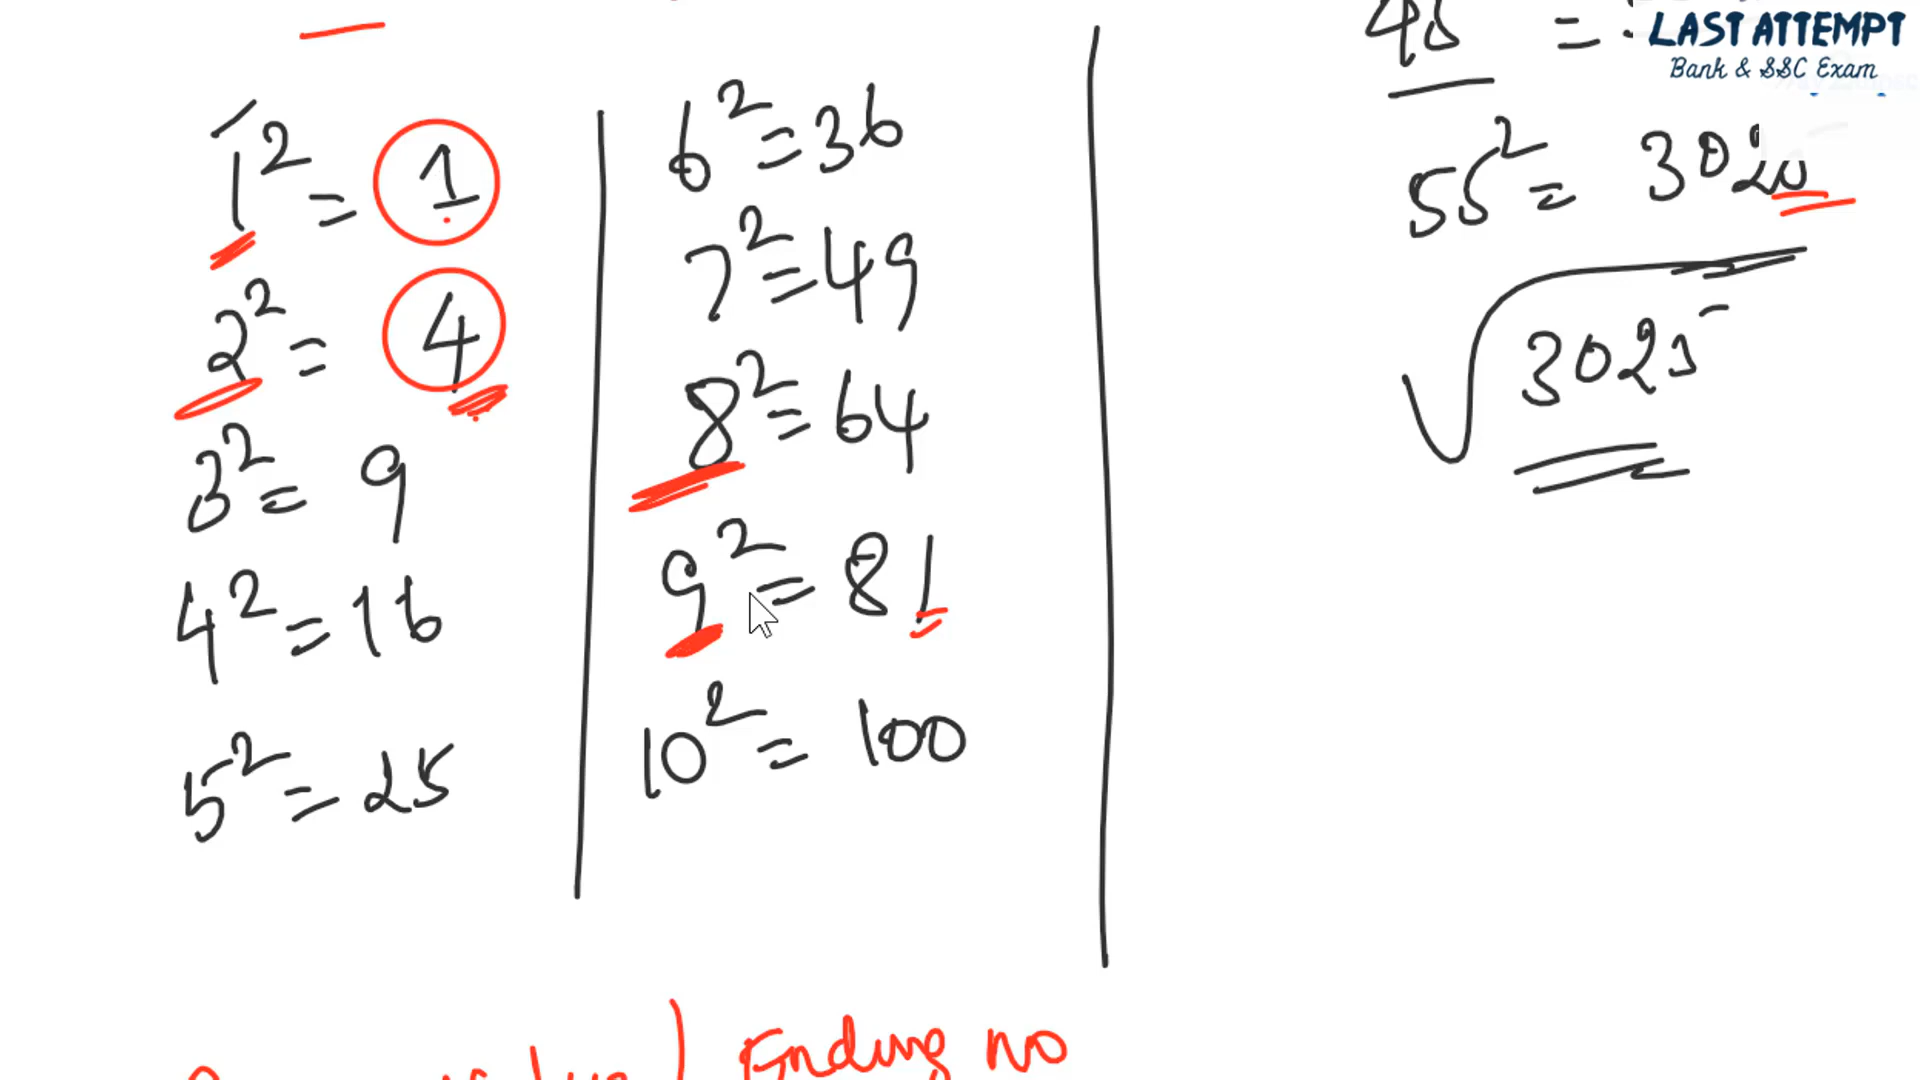 1² = 1
2² = 4
3² = 9
4² = 16
5² = 25
6² = 36
7² = 49
8² = 64
9² = 81
10² = 100
Ending no
LAST ATTEMPT
Bank & SSC Exam
55² = 3025
√3025